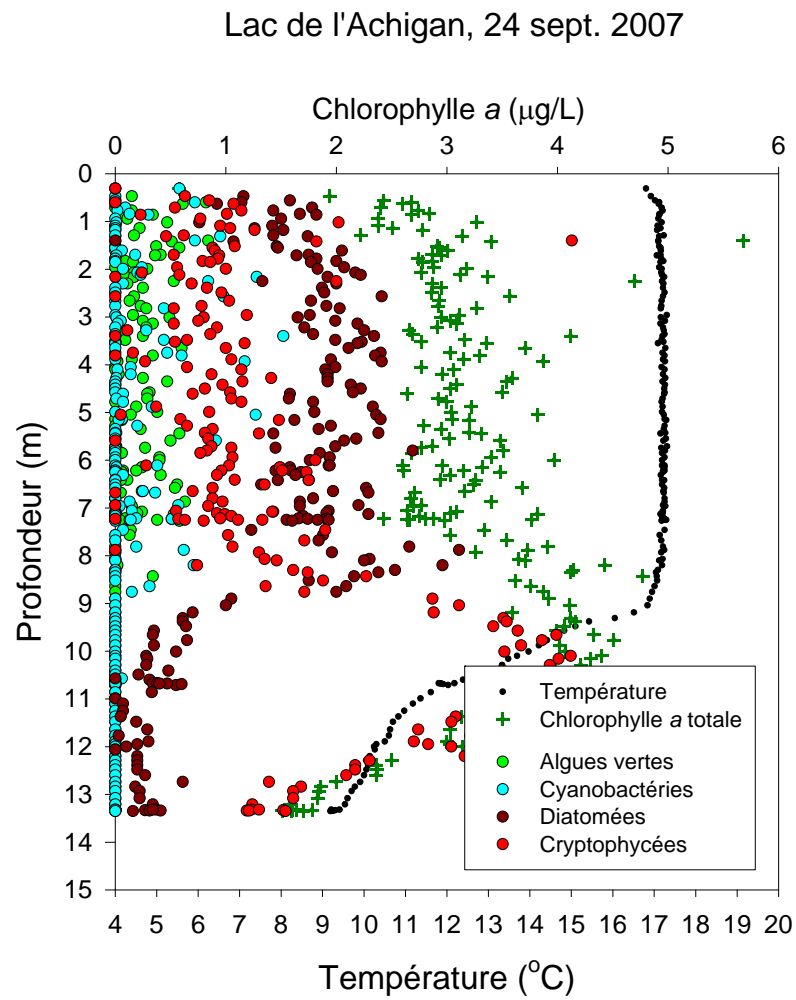 Lac de l'Achigan, 24 sept. 2007
Chlorophylle a (μg/L)
0 1 2 3 4 5 6
Profondeur (m)
0
1
2
3
4
5
6
7
8
9
10
11
12
13
14
15
Température
Chlorophylle a totale
Algues vertes
Cyanobactéries
Diatomées
Cryptophycées
4 5 6 7 8 9 10 11 12 13 14 15 16 17 18 19 20
Température (°C)